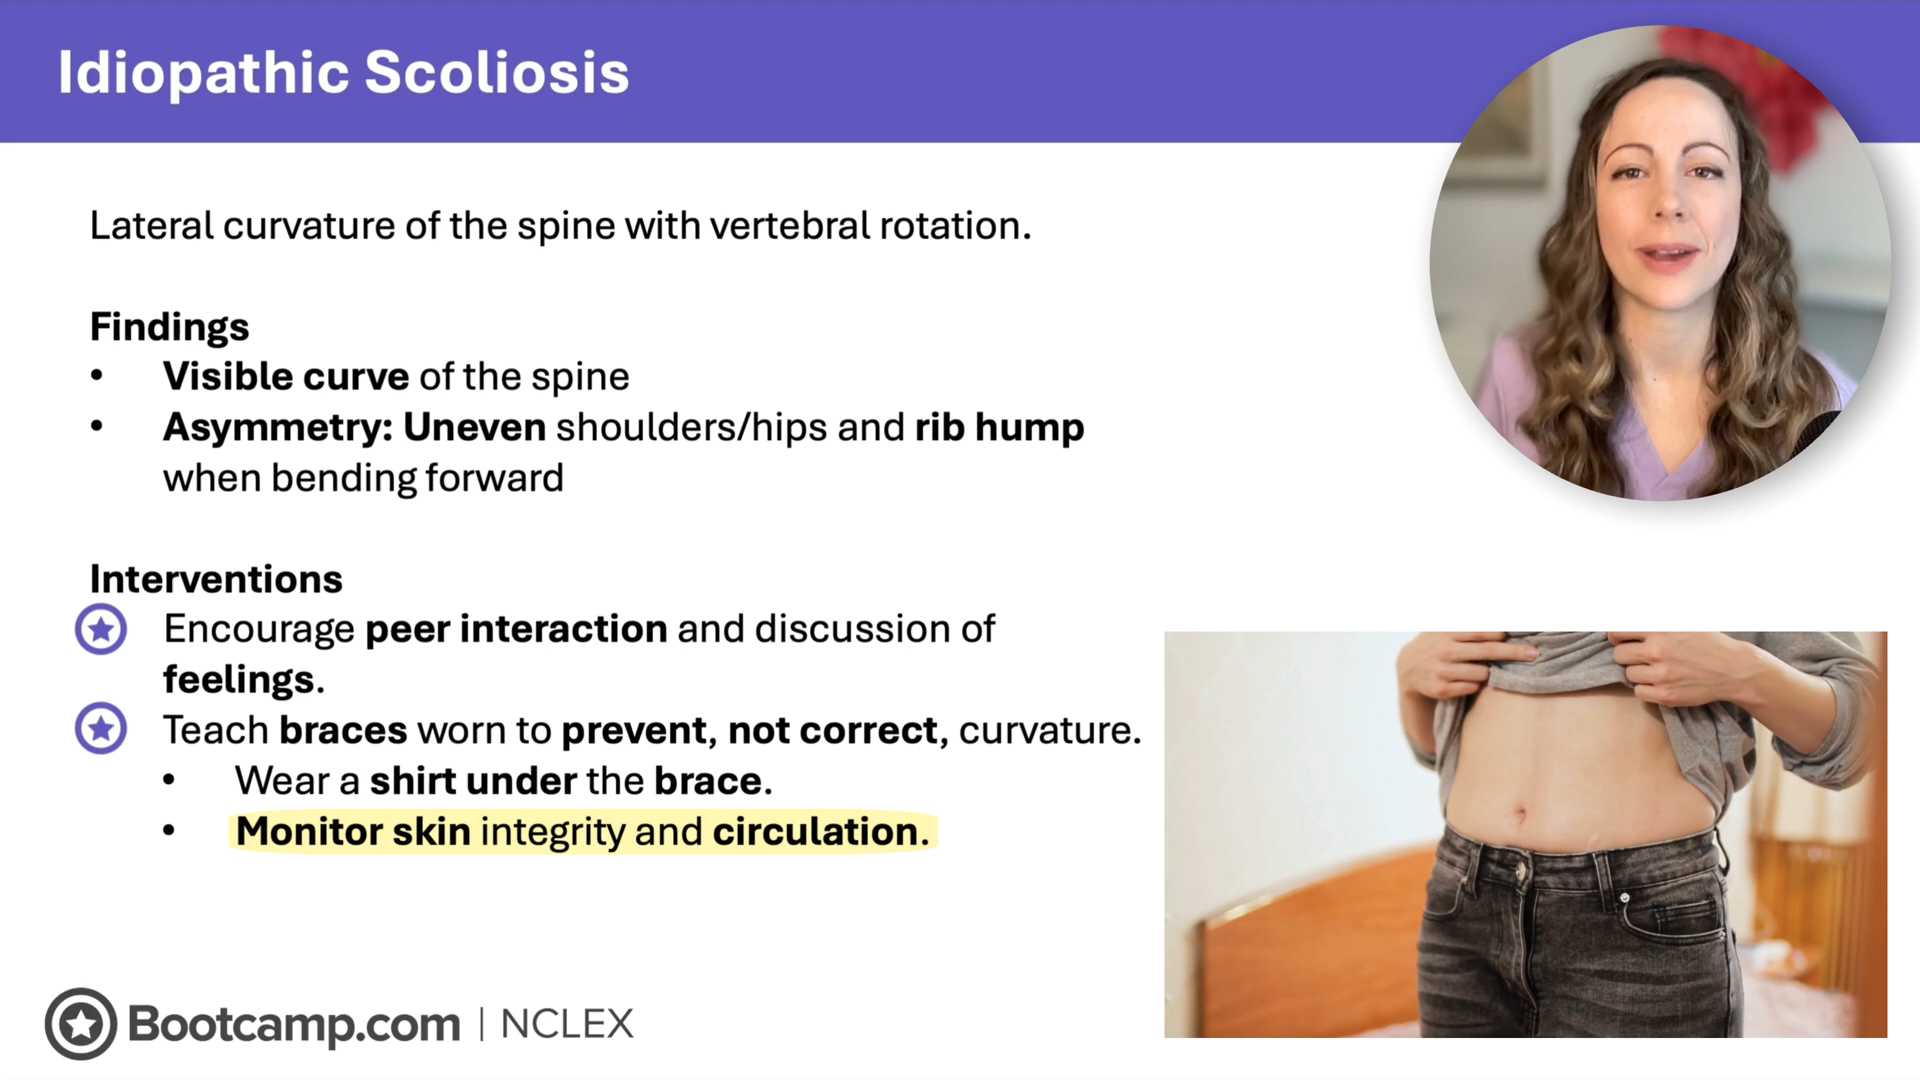 Idiopathic Scoliosis
Lateral curvature of the spine with vertebral rotation.
Findings
• Visible curve of the spine
• Asymmetry: Uneven shoulders/hips and rib hump
when bending forward
Interventions
Encourage peer interaction and discussion of
feelings.
Teach braces worn to prevent, not correct, curvature.
• Wear a shirt under the brace.
• Monitor skin integrity and circulation.
Bootcamp.com | NCLEX